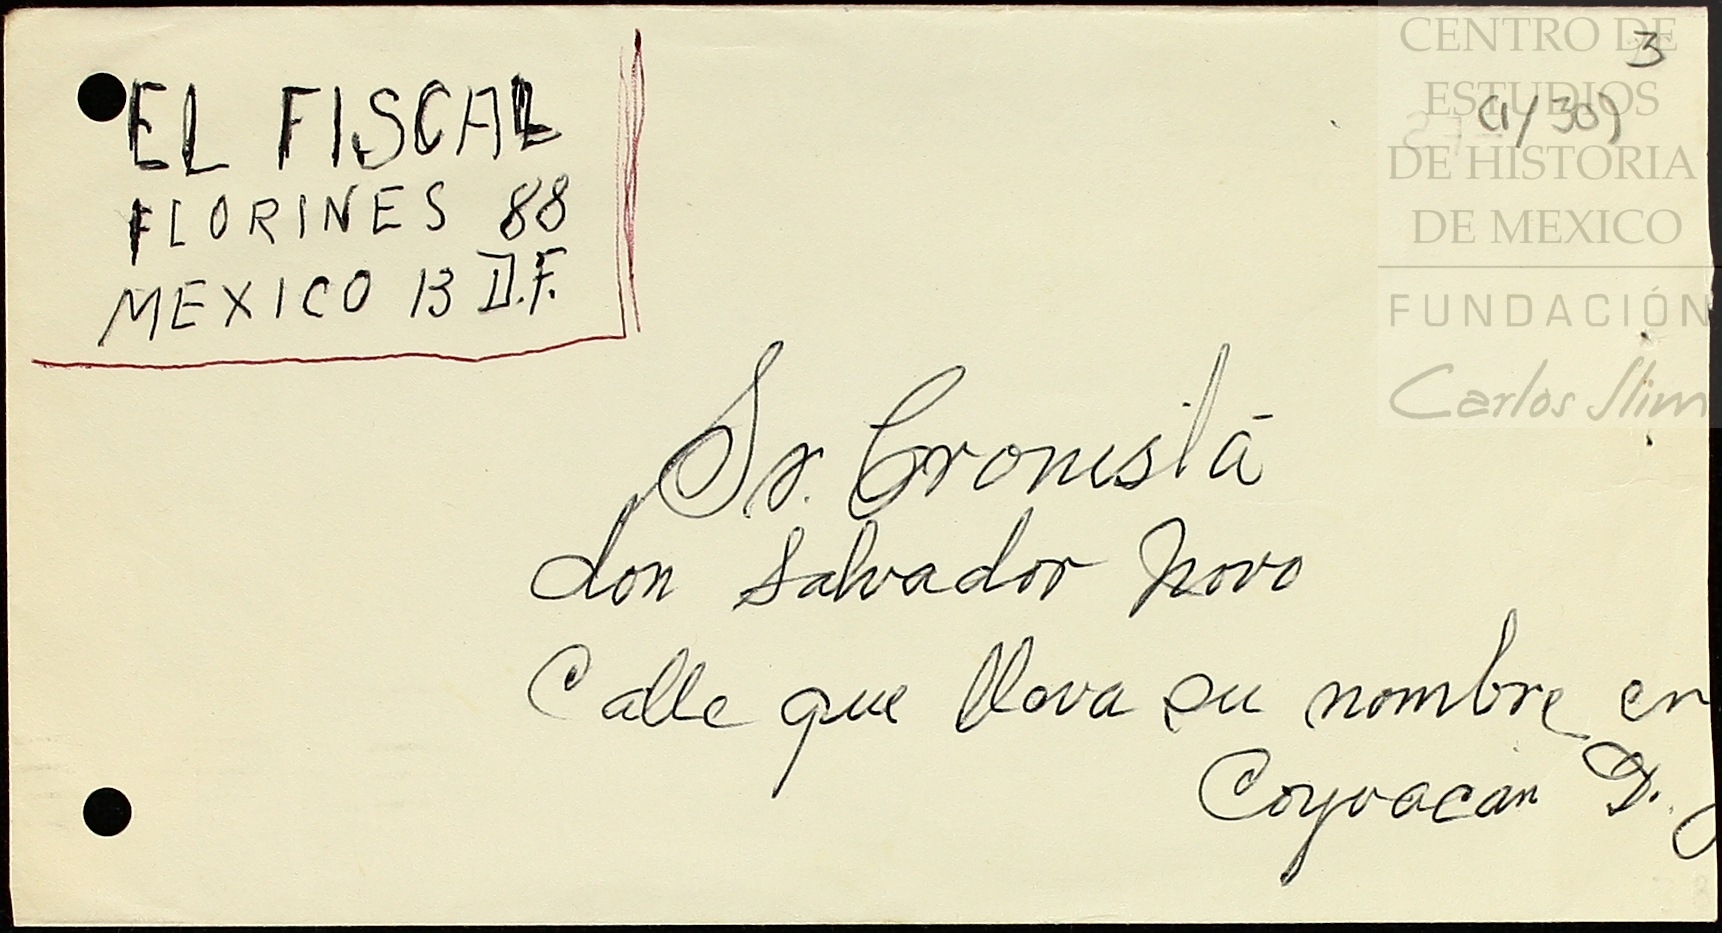 EL FISCAL
FLORINES 88
MEXICO 13 D.F.
3
(1/30)
CENTRO DE
ESTUDIOS
DE HISTORIA
DE MEXICO
FUNDACIÓN
Carlos Slim
Sr. Cronista
don Salvador Novo
Calle que lleva su nombre en
Coyoacan D.